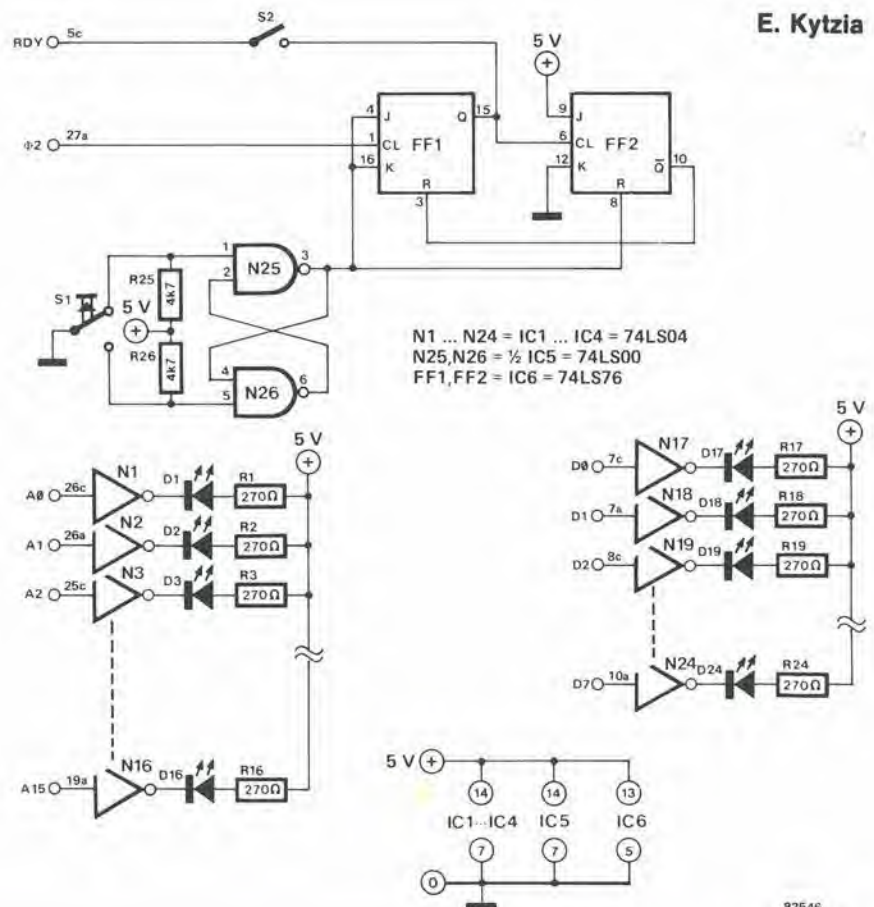 E. Kytzia
RDY 5c
S2
5 V
+
4 J Q 15
9 J
Φ2 27a
1 CL FF1
6 CL FF2
16 K
12 K Q̅ 10
R
3
R
8
1
2 N25 3
R25
4k7
S1
5 V
+
R26
4k7
4
5 N26 6
N1 ... N24 = IC1 ... IC4 = 74LS04
N25,N26 = ½ IC5 = 74LS00
FF1,FF2 = IC6 = 74LS76
5 V
+
A0 26c N1 D1 R1
270Ω
A1 26a N2 D2 R2
270Ω
A2 25c N3 D3 R3
270Ω
A15 19a N16 D16 R16
270Ω
5 V
+
D0 7c N17 D17 R17
270Ω
D1 7a N18 D18 R18
270Ω
D2 8c N19 D19 R19
270Ω
D7 10a N24 D24 R24
270Ω
5 V +
14 14 13
IC1...IC4 IC5 IC6
7 7 5
0
82546